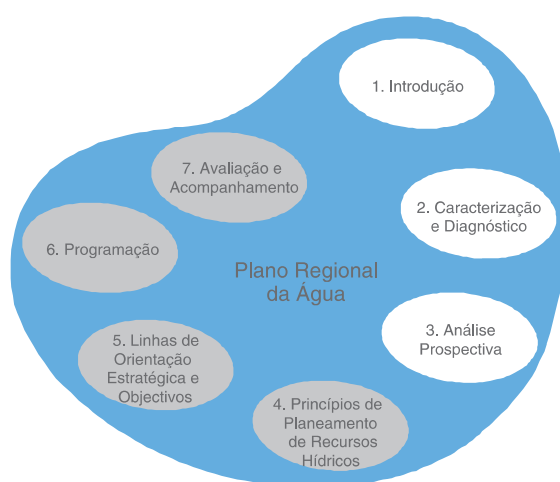 1. Introdução
2. Caracterização
e Diagnóstico
3. Análise
Prospectiva
4. Princípios de
Planeamento
de Recursos
Hídricos
5. Linhas de
Orientação
Estratégica e
Objectivos
6. Programação
7. Avaliação e
Acompanhamento
Plano Regional
da Água